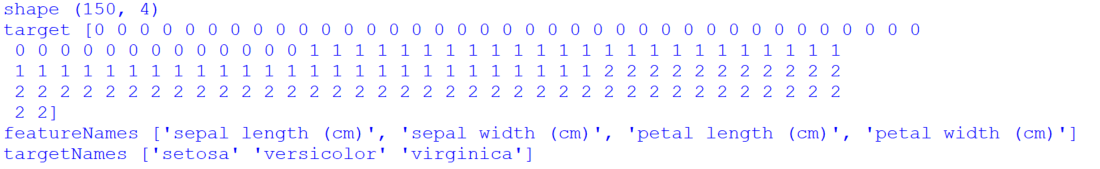 shape (150, 4)
target [0 0 0 0 0 0 0 0 0 0 0 0 0 0 0 0 0 0 0 0 0 0 0 0 0 0 0 0 0 0 0 0 0 0 0 0 0
0 0 0 0 0 0 0 0 0 0 0 0 0 1 1 1 1 1 1 1 1 1 1 1 1 1 1 1 1 1 1 1 1 1 1 1 1
1 1 1 1 1 1 1 1 1 1 1 1 1 1 1 1 1 1 1 1 1 1 1 1 1 1 2 2 2 2 2 2 2 2 2 2 2
2 2 2 2 2 2 2 2 2 2 2 2 2 2 2 2 2 2 2 2 2 2 2 2 2 2 2 2 2 2 2 2 2 2 2 2 2
2 2]
featureNames ['sepal length (cm)', 'sepal width (cm)', 'petal length (cm)', 'petal width (cm)']
targetNames ['setosa' 'versicolor' 'virginica']